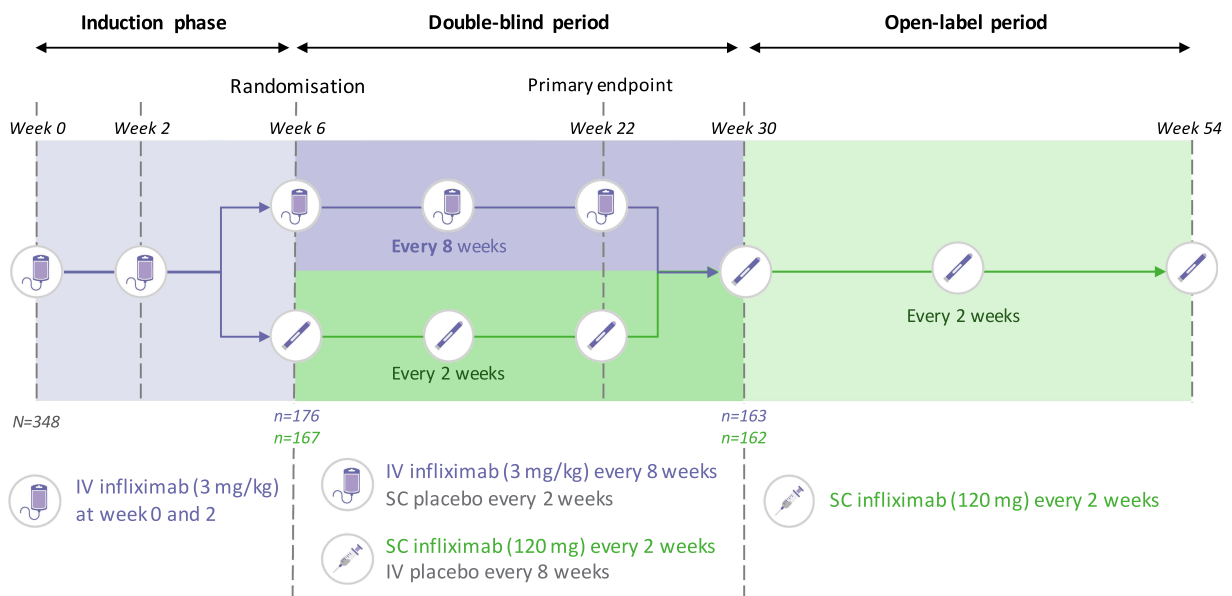 Induction phase
Double-blind period
Open-label period
Randomisation
Primary endpoint
Week 0
Week 2
Week 6
Week 22
Week 30
Week 54
Every 8 weeks
Every 2 weeks
Every 2 weeks
N=348
n=176
n=167
n=163
n=162
IV infliximab (3 mg/kg)
at week 0 and 2
IV infliximab (3 mg/kg) every 8 weeks
SC placebo every 2 weeks
SC infliximab (120 mg) every 2 weeks
IV placebo every 8 weeks
SC infliximab (120 mg) every 2 weeks